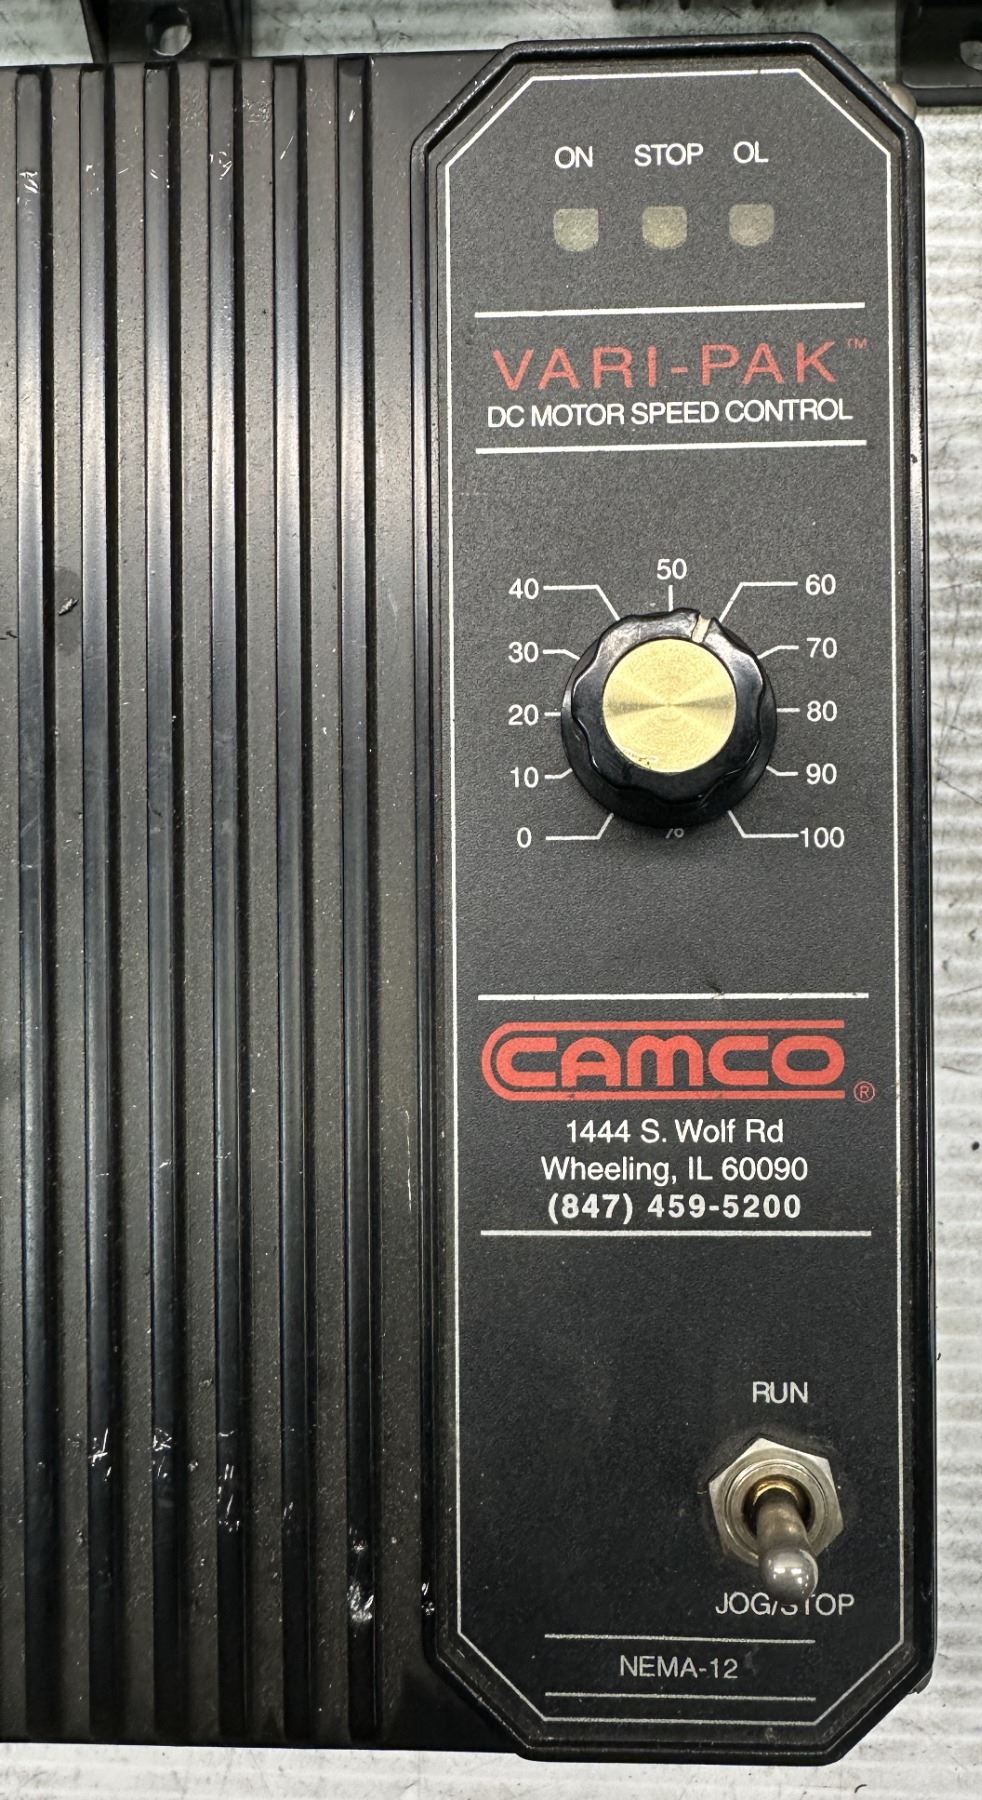 ON STOP OL
VARI-PAK™
DC MOTOR SPEED CONTROL
50
40 60
30 70
20 80
10 90
0 % 100
CAMCO®
1444 S. Wolf Rd
Wheeling, IL 60090
(847) 459-5200
RUN
JOG/STOP
NEMA-12